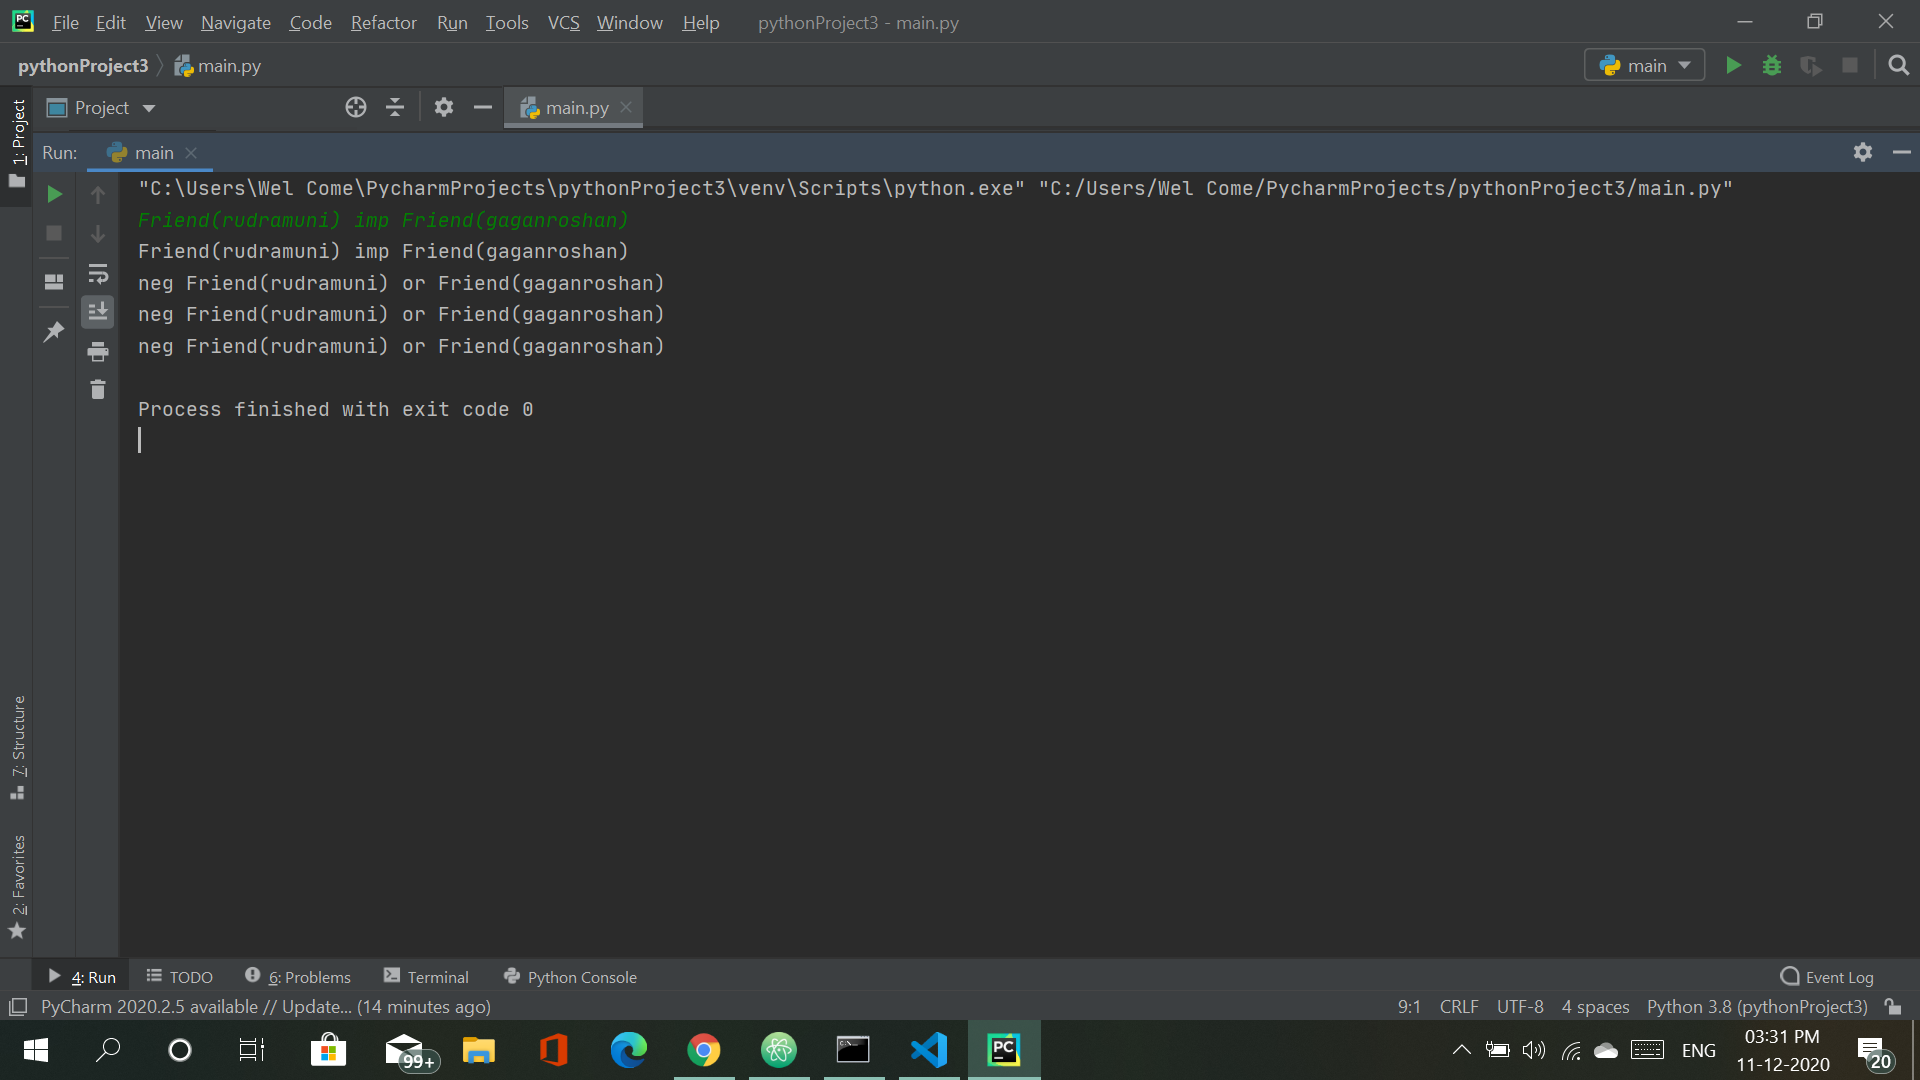 File Edit View Navigate Code Refactor Run Tools VCS Window Help pythonProject3 - main.py
pythonProject3 main.py main
1: Project
Project main.py
Run: main
"C:\Users\Wel Come\PycharmProjects\pythonProject3\venv\Scripts\python.exe" "C:/Users/Wel Come/PycharmProjects/pythonProject3/main.py"
Friend(rudramuni) imp Friend(gaganroshan)
Friend(rudramuni) imp Friend(gaganroshan)
neg Friend(rudramuni) or Friend(gaganroshan)
neg Friend(rudramuni) or Friend(gaganroshan)
neg Friend(rudramuni) or Friend(gaganroshan)
Process finished with exit code 0
7: Structure
2: Favorites
4: Run TODO 6: Problems Terminal Python Console Event Log
PyCharm 2020.2.5 available // Update... (14 minutes ago) 9:1 CRLF UTF-8 4 spaces Python 3.8 (pythonProject3)
99+ PC ENG 03:31 PM
11-12-2020 20